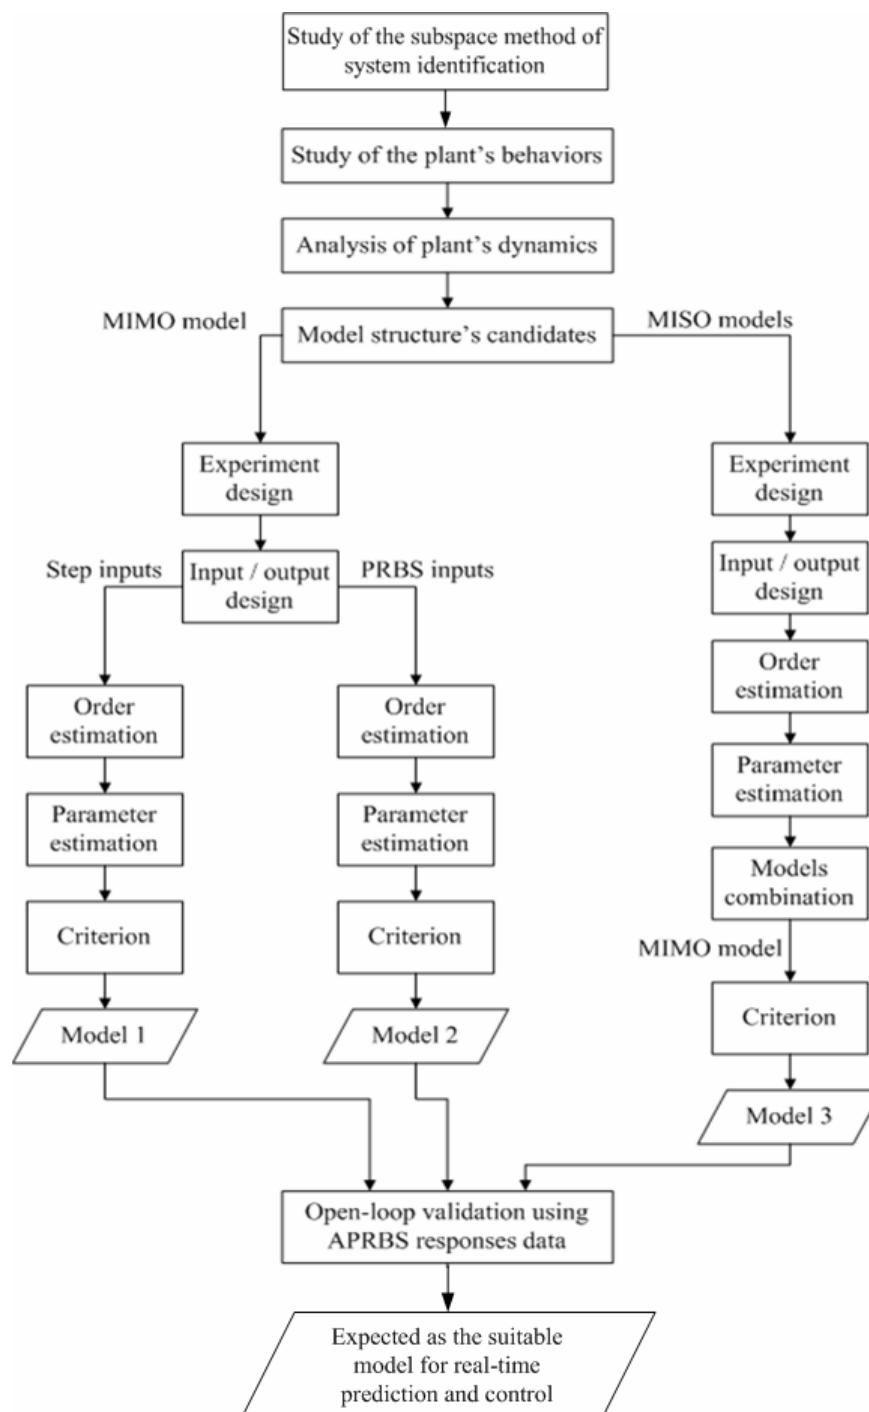 Study of the subspace method of
system identification
Study of the plant's behaviors
Analysis of plant's dynamics
MIMO model
Model structure's candidates
MISO models
Experiment
design
Step inputs
Input / output
design
PRBS inputs
Order
estimation
Parameter
estimation
Criterion
Model 1
Order
estimation
Parameter
estimation
Criterion
Model 2
Experiment
design
Input / output
design
Order
estimation
Parameter
estimation
Models
combination
MIMO model
Criterion
Model 3
Open-loop validation using
APRBS responses data
Expected as the suitable
model for real-time
prediction and control